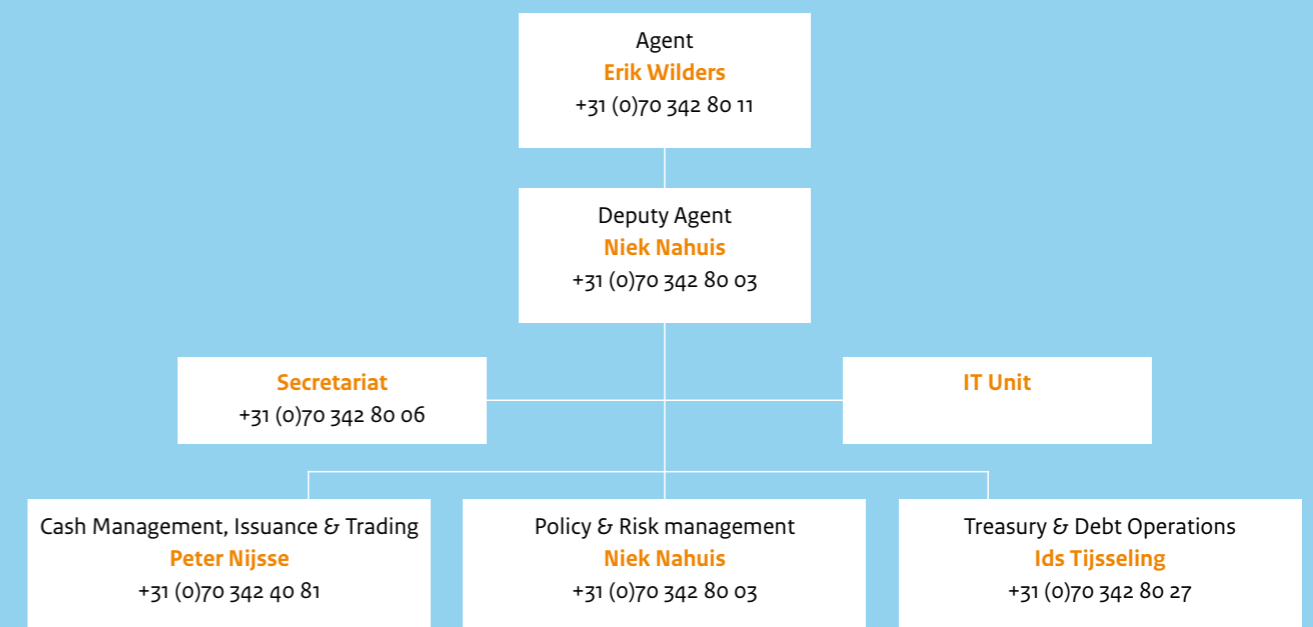 Agent
Erik Wilders
+31 (0)70 342 80 11
Deputy Agent
Niek Nahuis
+31 (0)70 342 80 03
Secretariat
+31 (0)70 342 80 06
IT Unit
Cash Management, Issuance & Trading
Peter Nijsse
+31 (0)70 342 40 81
Policy & Risk management
Niek Nahuis
+31 (0)70 342 80 03
Treasury & Debt Operations
Ids Tijsseling
+31 (0)70 342 80 27